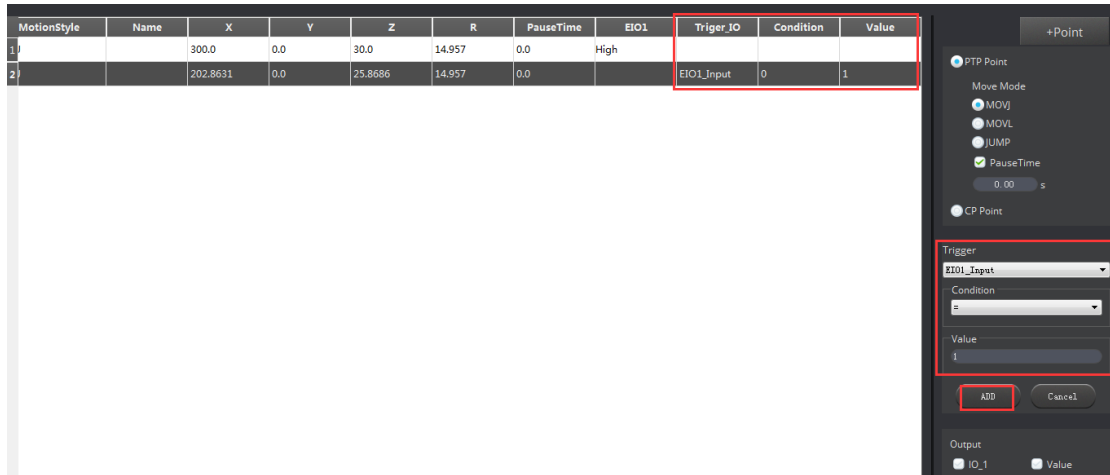 MotionStyle Name X Y Z R PauseTime EIO1 Triger_IO Condition Value
1 300.0 0.0 30.0 14.957 0.0 High
2 202.8631 0.0 25.8686 14.957 0.0 EIO1_Input 0 1
+Point
PTP Point
Move Mode
MOVJ
MOVL
JUMP
PauseTime
0.00 s
CP Point
Trigger
EIO1_Input
Condition
=
Value
1
ADD Cancel
Output
IO_1 Value